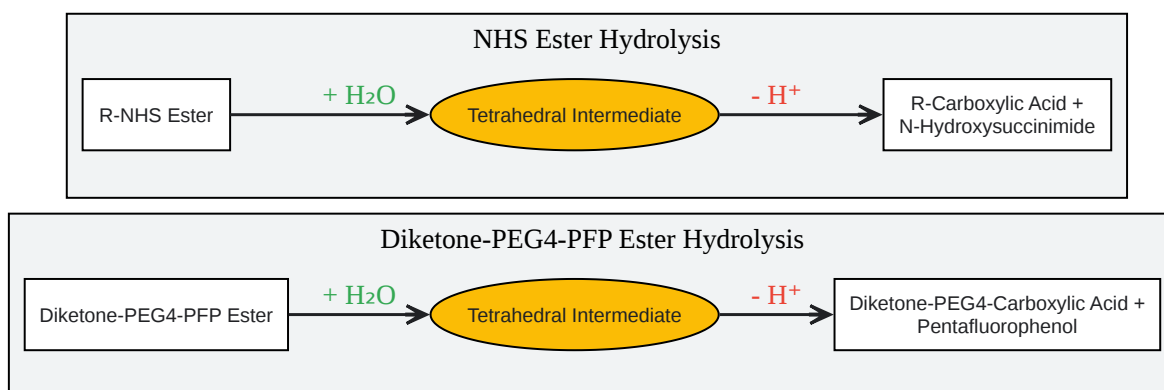 NHS Ester Hydrolysis
R-NHS Ester
+ H₂O
Tetrahedral Intermediate
- H⁺
R-Carboxylic Acid +
N-Hydroxysuccinimide
Diketone-PEG4-PFP Ester Hydrolysis
Diketone-PEG4-PFP Ester
+ H₂O
Tetrahedral Intermediate
- H⁺
Diketone-PEG4-Carboxylic Acid +
Pentafluorophenol